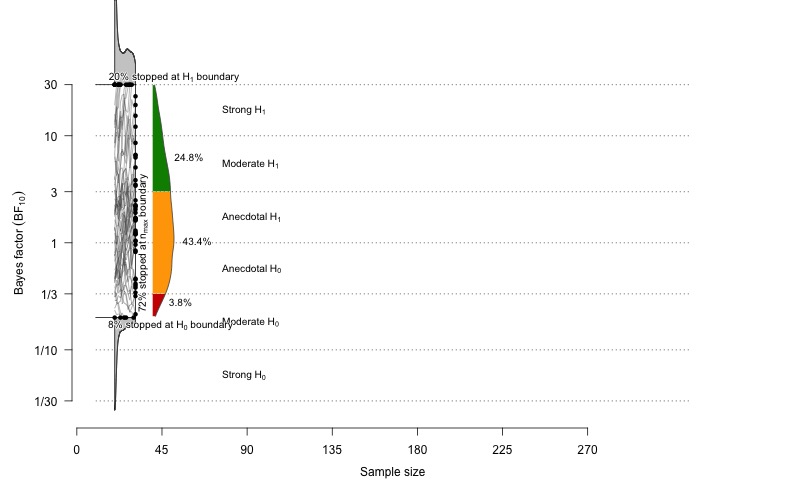 20% stopped at H₁ boundary
30
Strong H₁
10
24.8%
Moderate H₁
3
Anecdotal H₁
1
43.4%
Anecdotal H₀
72% stopped at nmax boundary
1/3
3.8%
Moderate H₀
8% stopped at H₀ boundary
1/10
Strong H₀
1/30
Bayes factor (BF₁₀)
0 45 90 135 180 225 270
Sample size